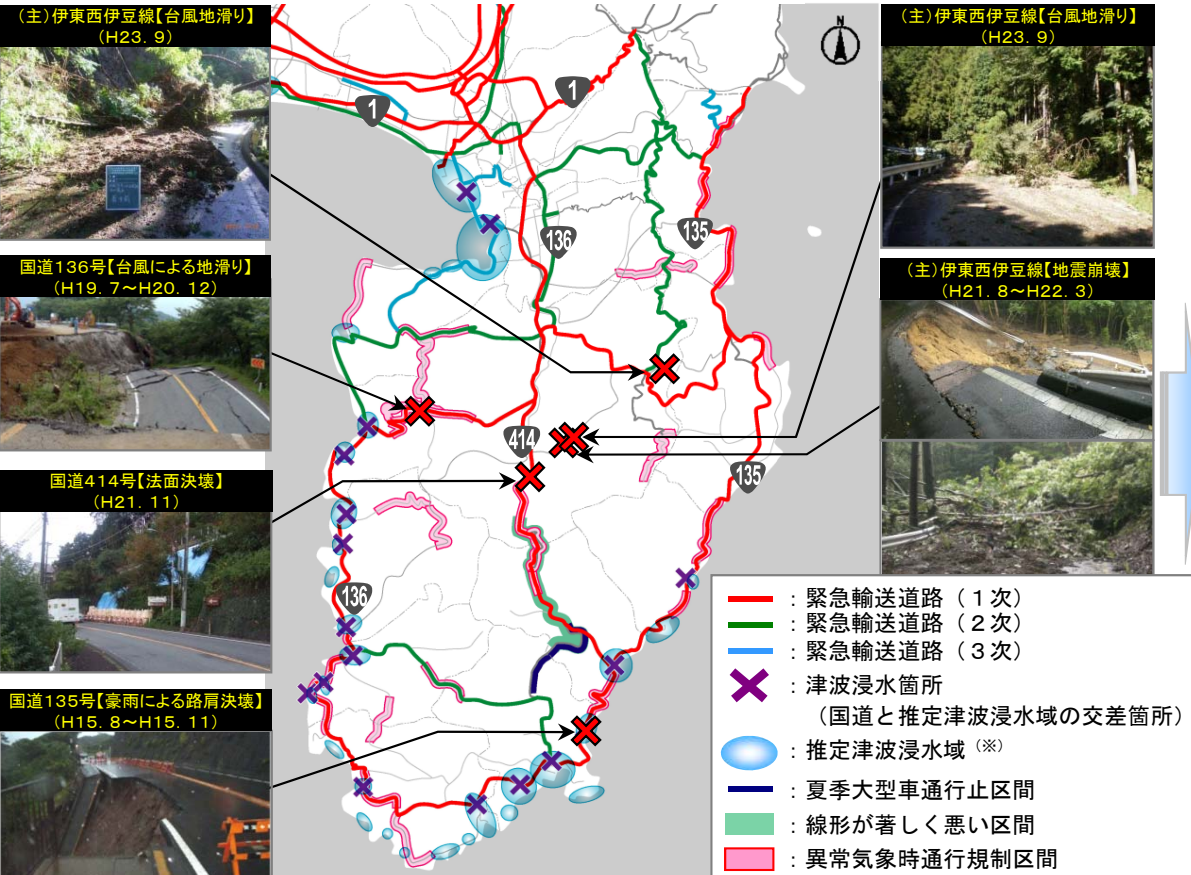 (主)伊東西伊豆線【台風地滑り】
(H23. 9)
国道136号【台風による地滑り】
(H19. 7～H20. 12)
国道414号【法面決壊】
(H21. 11)
国道135号【豪雨による路肩決壊】
(H15. 8～H15. 11)
N
1
1
136
135
414
135
136
(主)伊東西伊豆線【台風地滑り】
(H23. 9)
(主)伊東西伊豆線【地震崩壊】
(H21. 8～H22. 3)
：緊急輸送道路（１次）
：緊急輸送道路（２次）
：緊急輸送道路（３次）
：津波浸水箇所
（国道と推定津波浸水域の交差箇所）
：推定津波浸水域（※）
：夏季大型車通行止区間
：線形が著しく悪い区間
：異常気象時通行規制区間